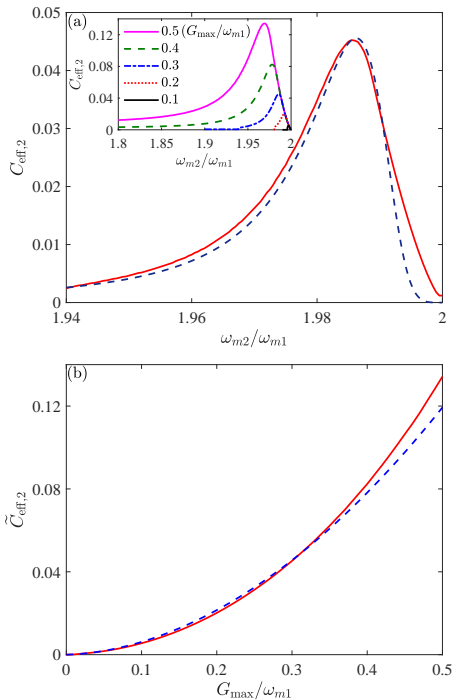 (a)
0.5 (G_max/ω_m1)
0.4
0.3
0.2
0.1
0.12
0.08
0.04
0
C_eff,2
1.8 1.85 1.9 1.95 2
ω_m2/ω_m1
0.05
0.04
0.03
0.02
0.01
0
C_eff,2
1.94 1.96 1.98 2
ω_m2/ω_m1
(b)
0.12
0.08
0.04
0
C̃_eff,2
0 0.1 0.2 0.3 0.4 0.5
G_max/ω_m1